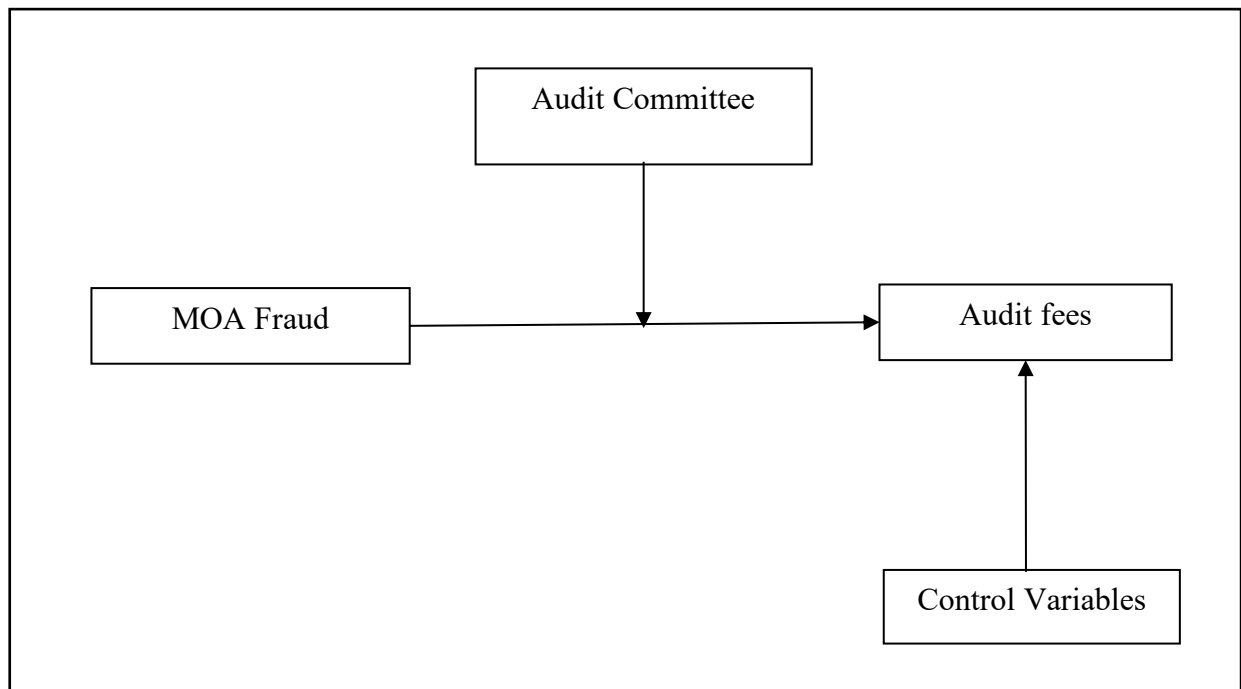 Audit Committee
MOA Fraud
Audit fees
Control Variables